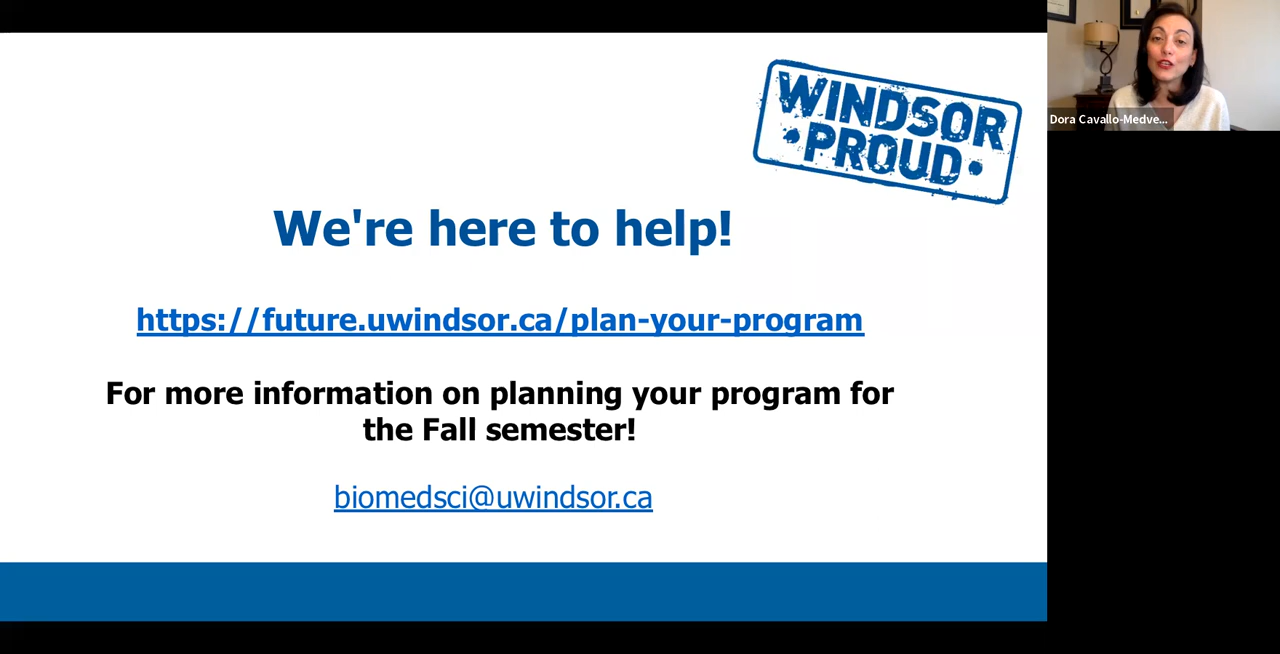 WINDSOR
•PROUD•
Dora Cavallo-Medve...
We're here to help!
https://future.uwindsor.ca/plan-your-program
For more information on planning your program for
the Fall semester!
biomedsci@uwindsor.ca